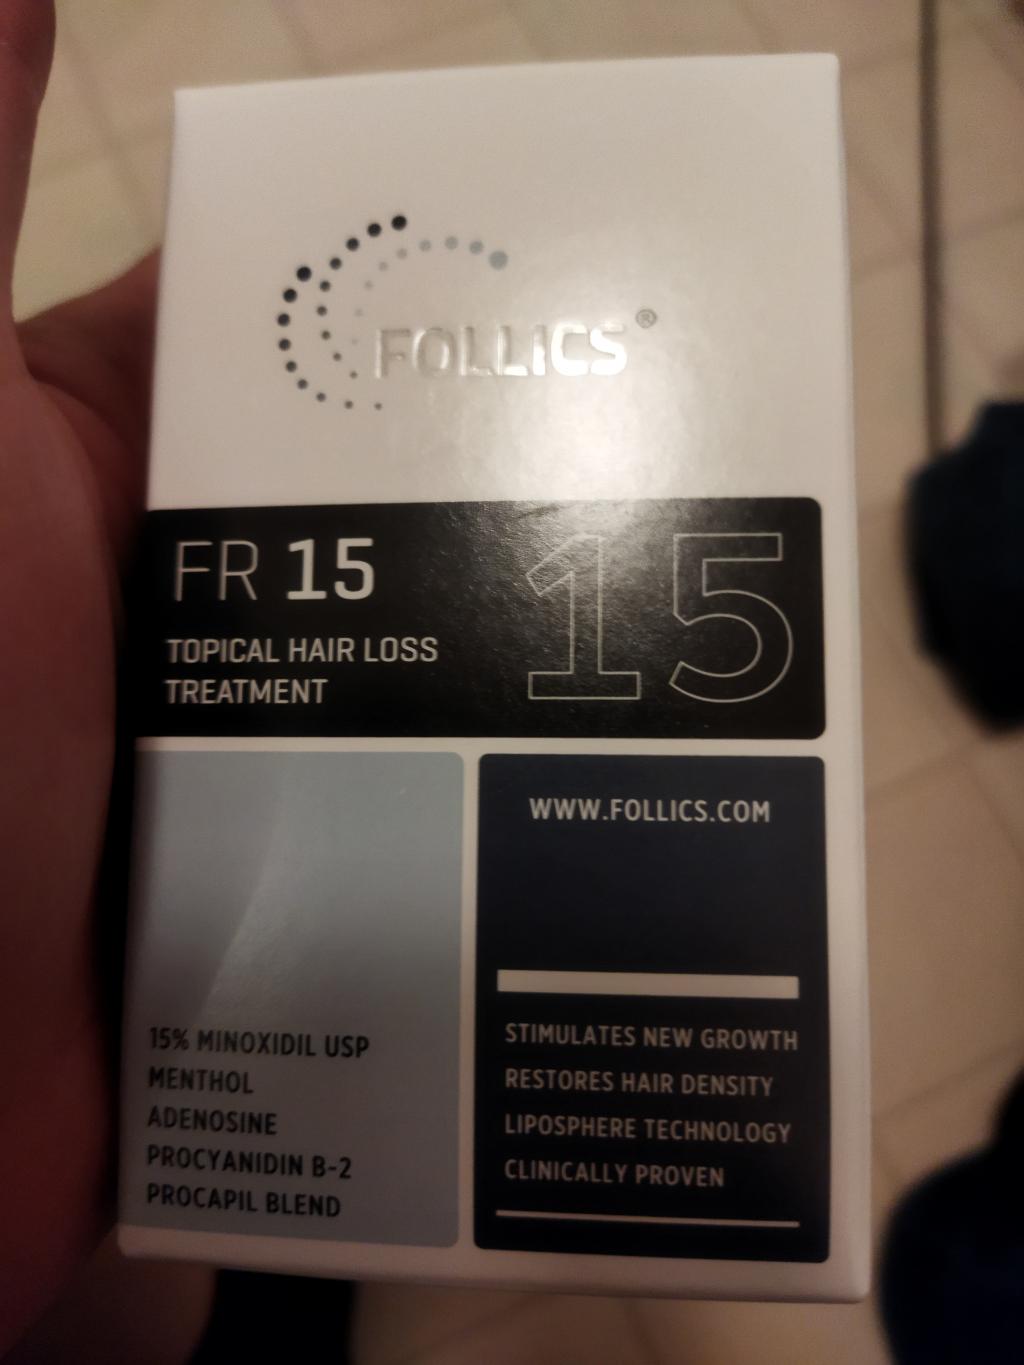 FOLLICS®
FR 15
15
TOPICAL HAIR LOSS
TREATMENT
15% MINOXIDIL USP
MENTHOL
ADENOSINE
PROCYANIDIN B-2
PROCAPIL BLEND
WWW.FOLLICS.COM
STIMULATES NEW GROWTH
RESTORES HAIR DENSITY
LIPOSPHERE TECHNOLOGY
CLINICALLY PROVEN